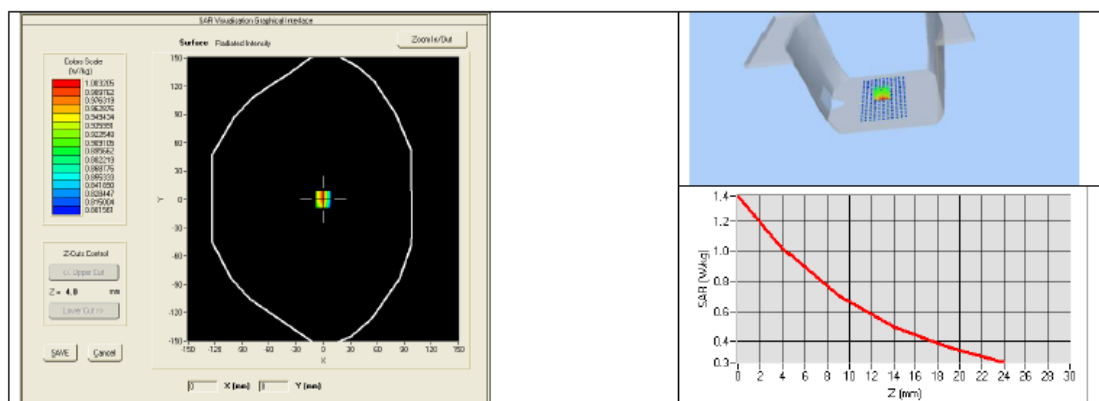 SAR Visualisation Graphical Interface
Surface Radiated Intensity
Zoom In/Out
Colors Scale
(W/kg)
1.003205
0.989762
0.976319
0.962876
0.949434
0.935991
0.922548
0.909105
0.895662
0.882219
0.868776
0.855333
0.841890
0.828447
0.815004
0.801561
Z-Cuts Control
<< Upper Cut
Z = 4.0 mm
Lower Cut >>
SAVE Cancel
150
120
90
60
30
0
-30
-60
-90
-120
-150
Y
-150 -120 -90 -60 -30 0 30 60 90 120 150
X
0 X (mm) 0 Y (mm)
1.4
1.2
1.0
0.8
0.6
0.4
0.3
SAR (W/kg)
0 2 4 6 8 10 12 14 16 18 20 22 24 26 28 30
Z (mm)